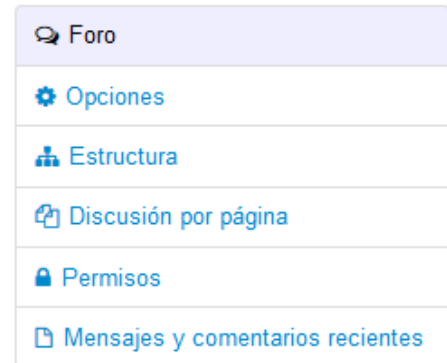 Foro
Opciones
Estructura
Discusión por página
Permisos
Mensajes y comentarios recientes